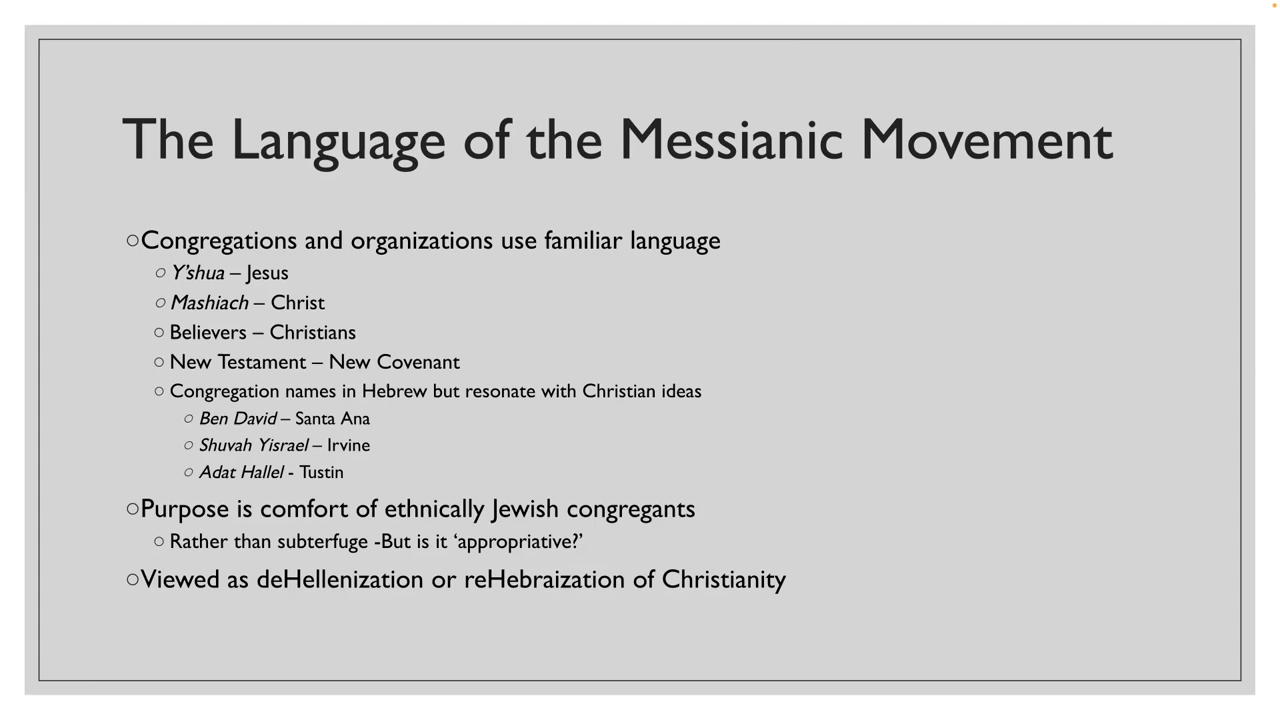 The Language of the Messianic Movement
○Congregations and organizations use familiar language
○ Y'shua – Jesus
○ Mashiach – Christ
○ Believers – Christians
○ New Testament – New Covenant
○ Congregation names in Hebrew but resonate with Christian ideas
○ Ben David – Santa Ana
○ Shuvah Yisrael – Irvine
○ Adat Hallel - Tustin
○Purpose is comfort of ethnically Jewish congregants
○ Rather than subterfuge -But is it ‘appropriative?’
○Viewed as deHellenization or reHebraization of Christianity